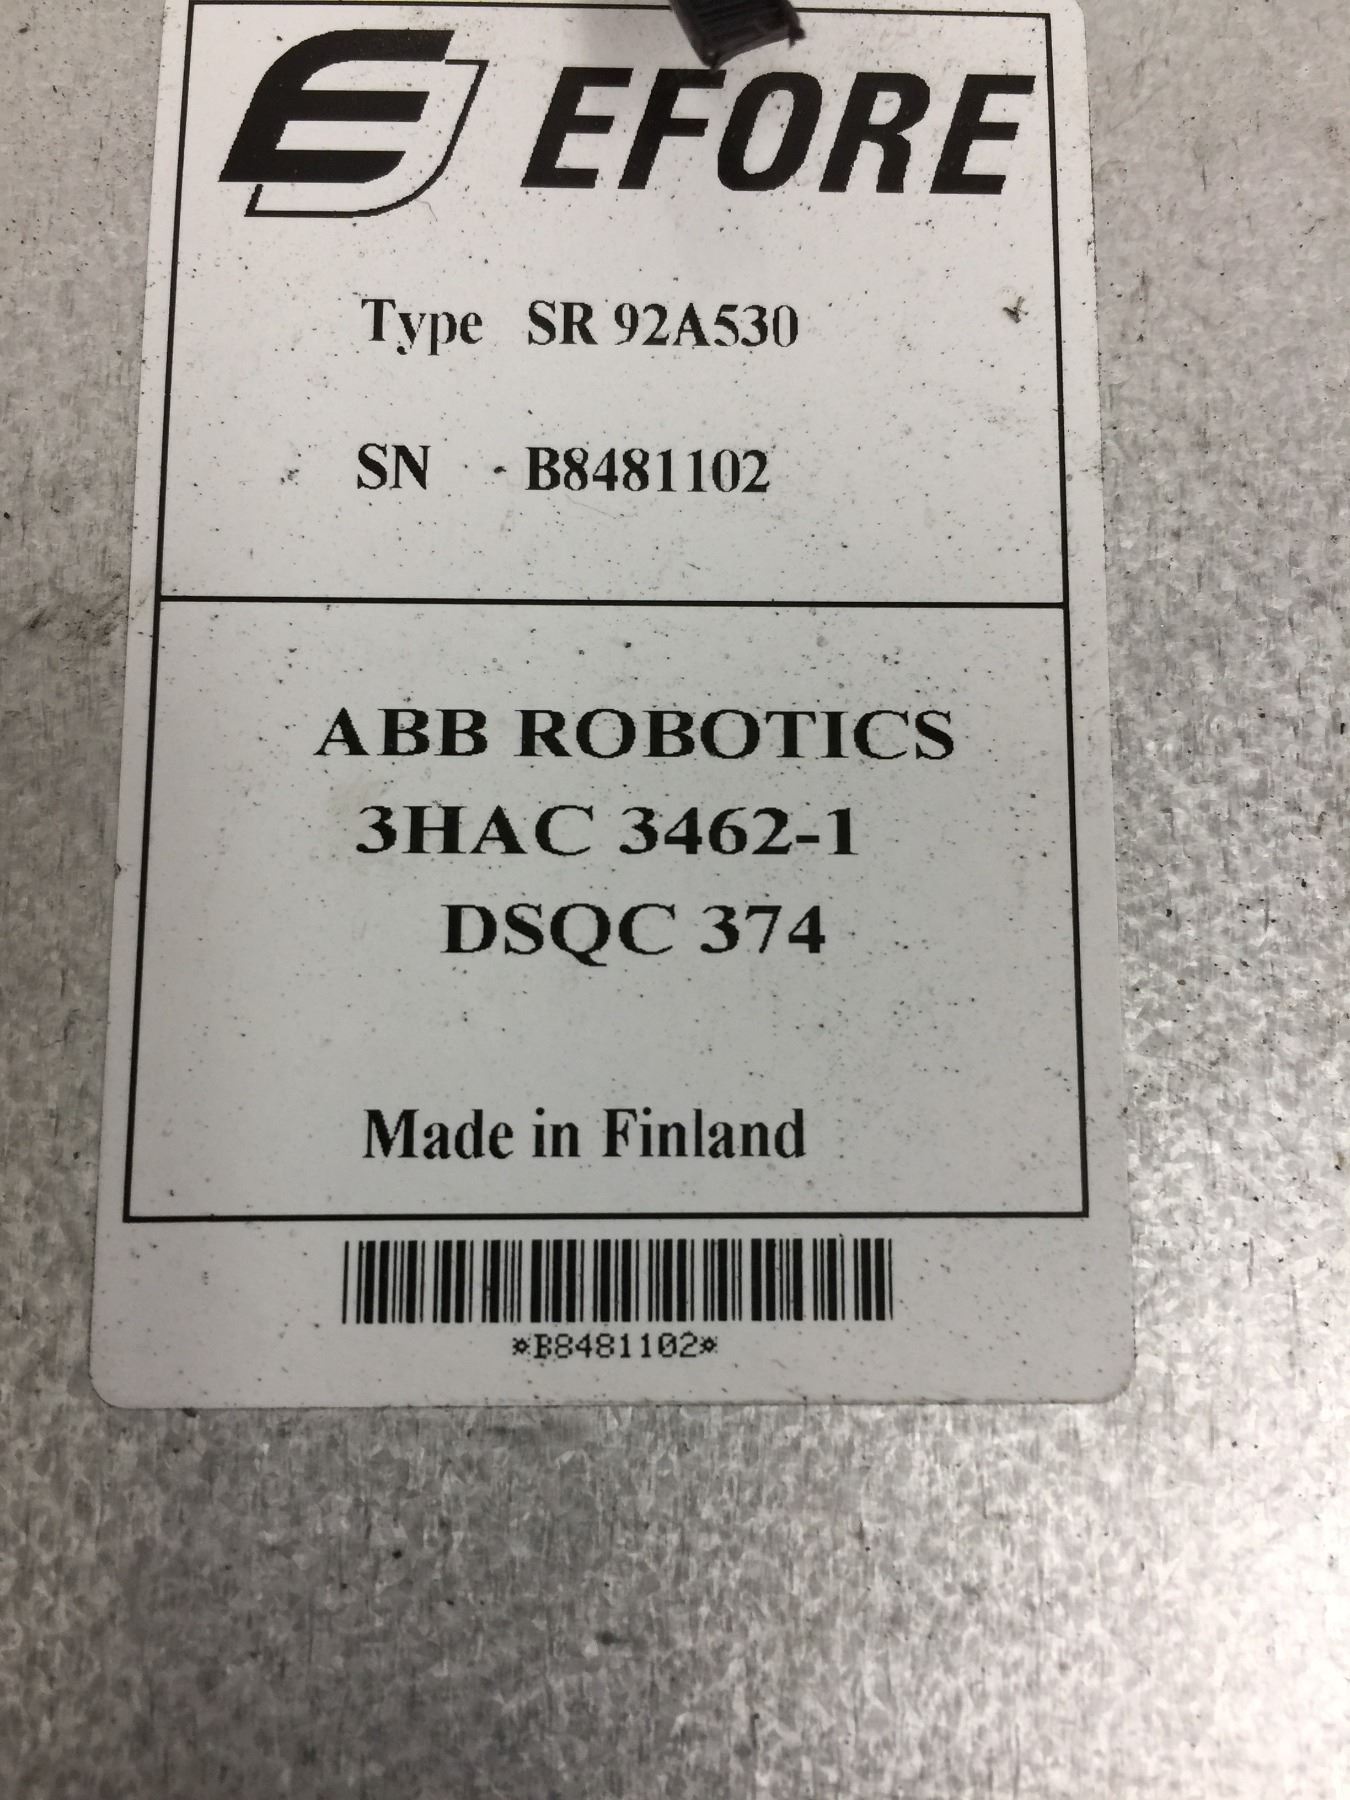 EFORE
Type SR 92A530
SN B8481102
ABB ROBOTICS
3HAC 3462-1
DSQC 374
Made in Finland
*B8481102*